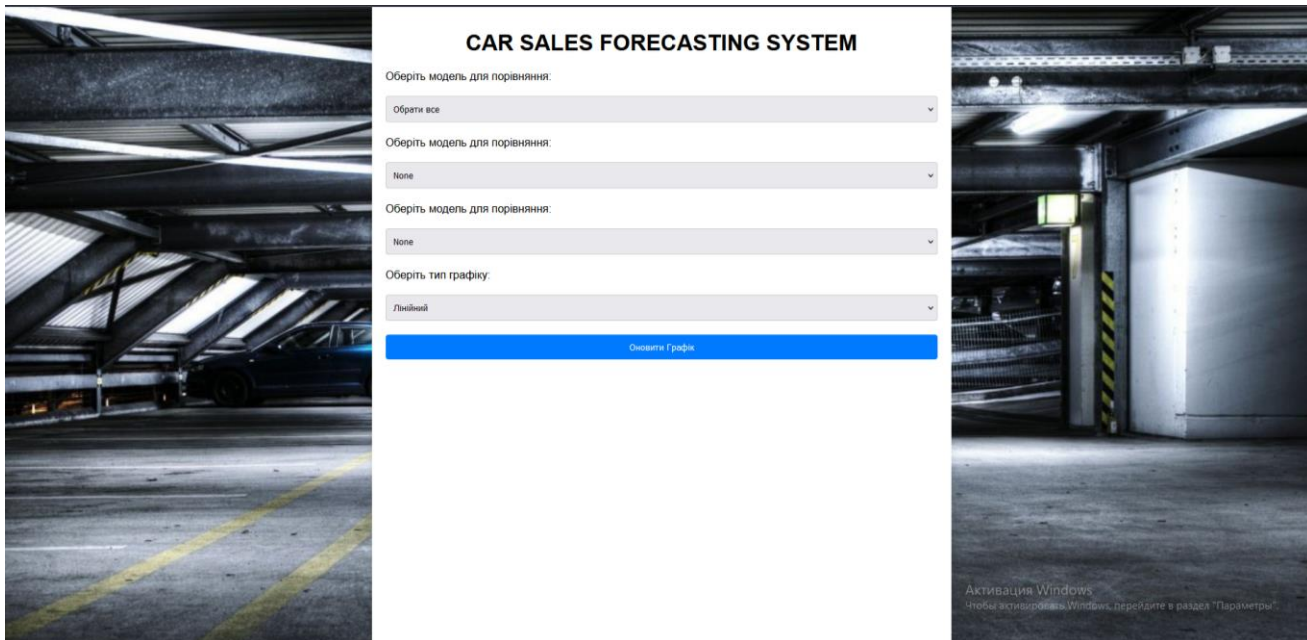 CAR SALES FORECASTING SYSTEM
Оберіть модель для порівняння:
Обрати все
Оберіть модель для порівняння:
None
Оберіть модель для порівняння:
None
Оберіть тип графіку:
Лінійний
Оновити Графік
Активация Windows
Чтобы активировать Windows, перейдите в раздел "Параметры".